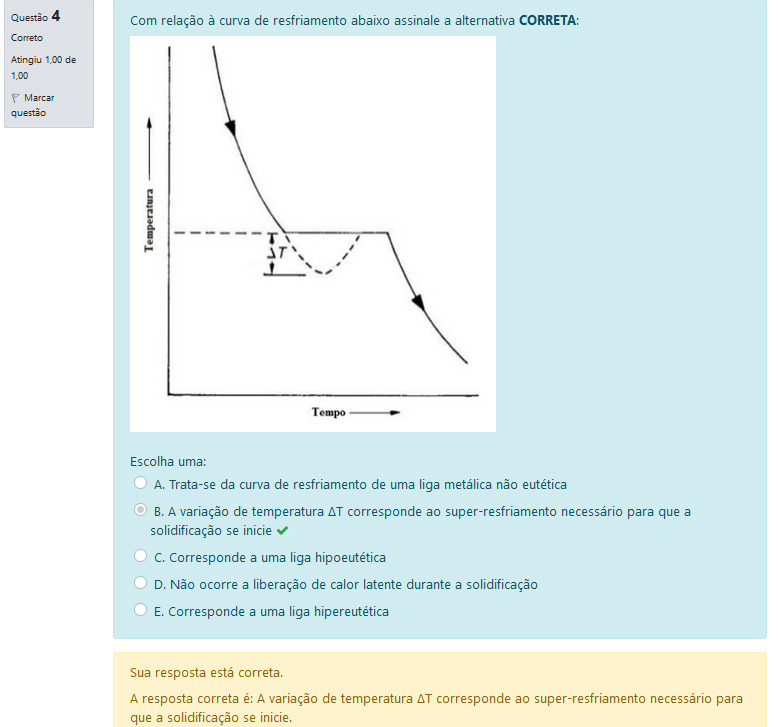 Questão 4
Correto
Atingiu 1,00 de
1,00
Marcar
questão
Com relação à curva de resfriamento abaixo assinale a alternativa CORRETA:
Temperatura
ΔT
Tempo
Escolha uma:
A. Trata-se da curva de resfriamento de uma liga metálica não eutética
B. A variação de temperatura ΔT corresponde ao super-resfriamento necessário para que a
solidificação se inicie
C. Corresponde a uma liga hipoeutética
D. Não ocorre a liberação de calor latente durante a solidificação
E. Corresponde a uma liga hipereutética
Sua resposta está correta.
A resposta correta é: A variação de temperatura ΔT corresponde ao super-resfriamento necessário para
que a solidificação se inicie.